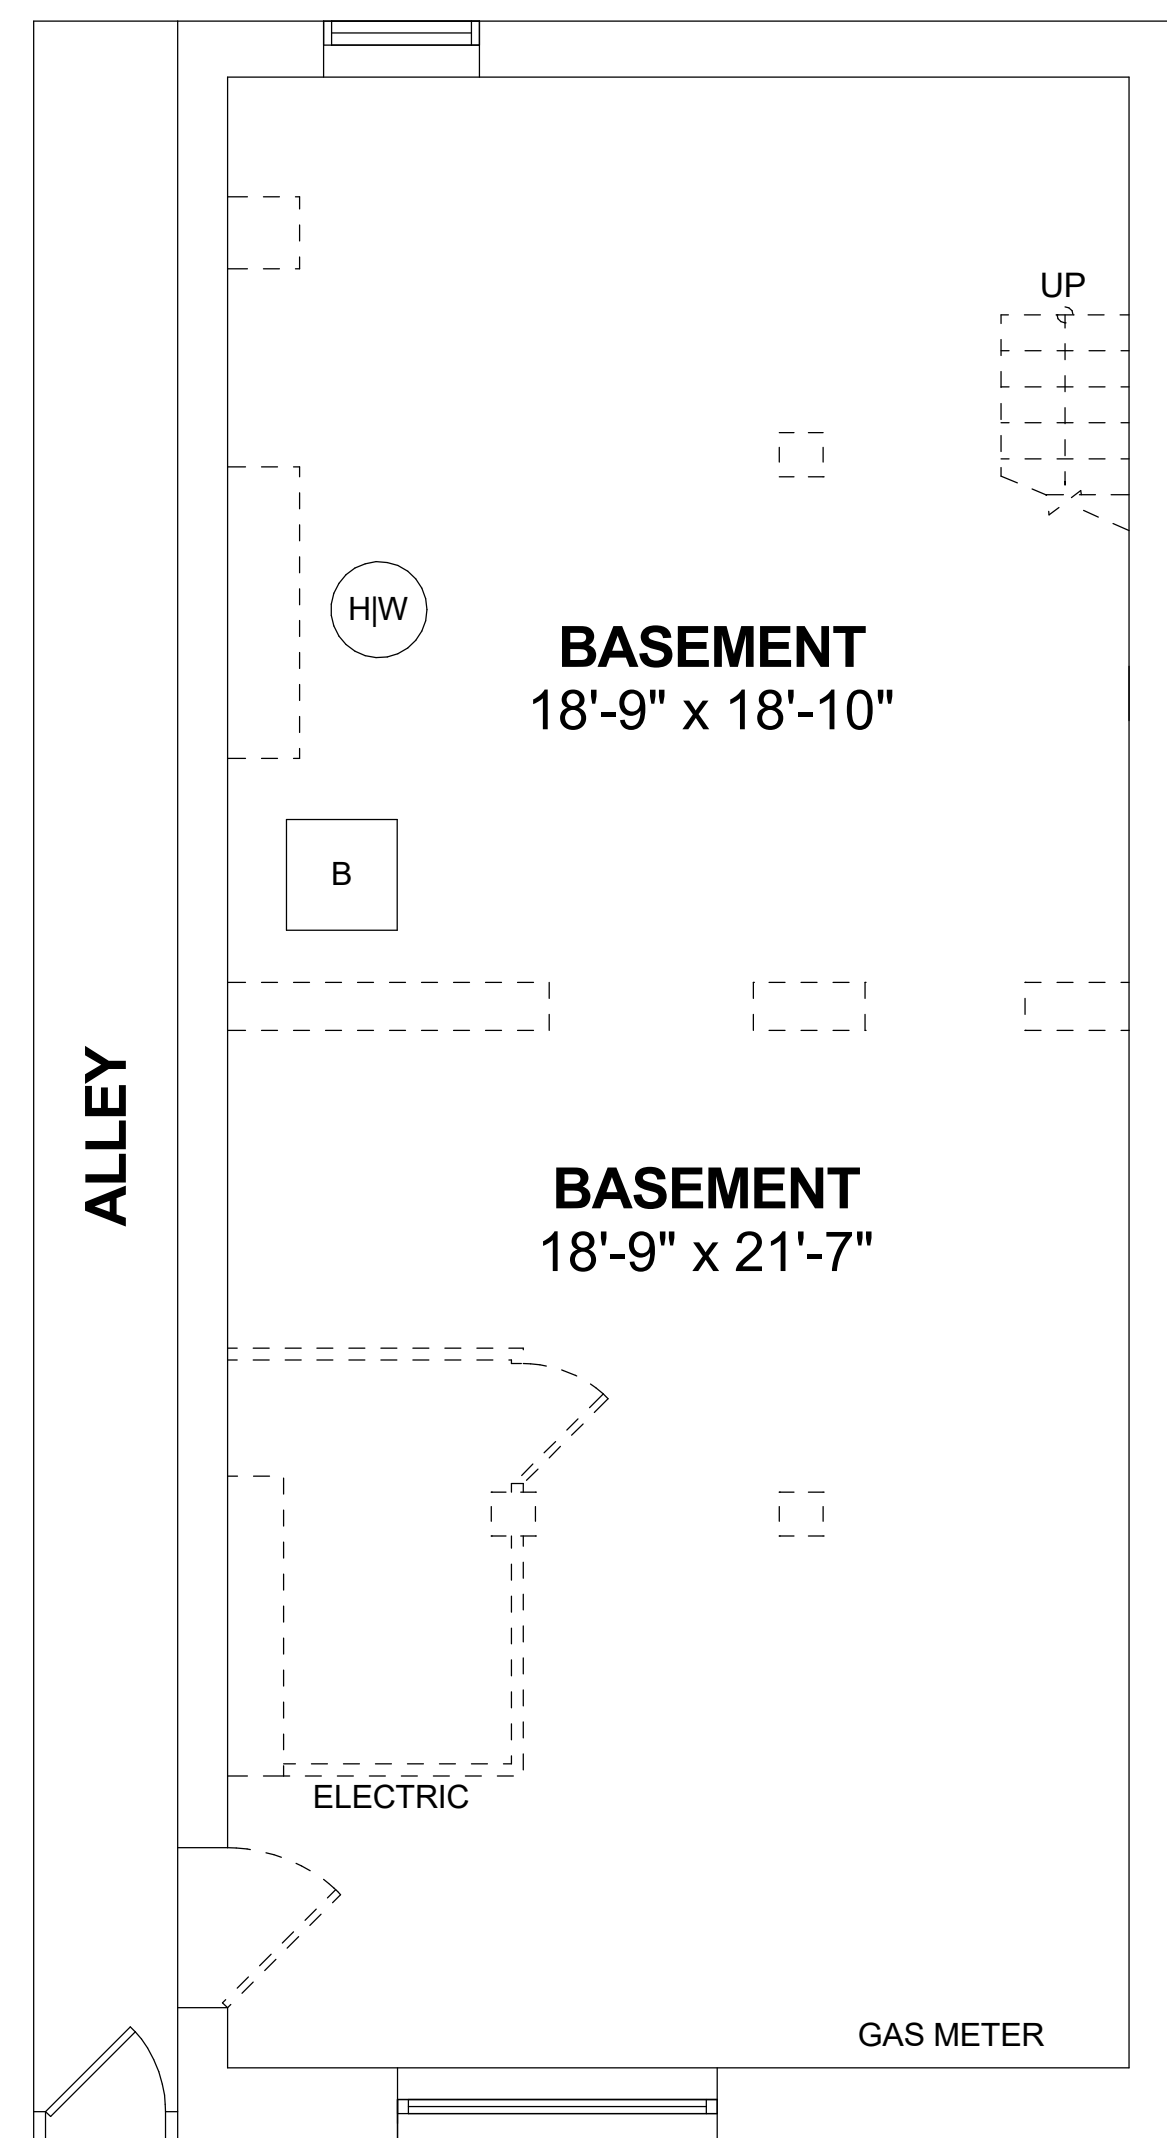 UP
H|W
BASEMENT
18'-9" x 18'-10"
B
ALLEY
BASEMENT
18'-9" x 21'-7"
ELECTRIC
GAS METER